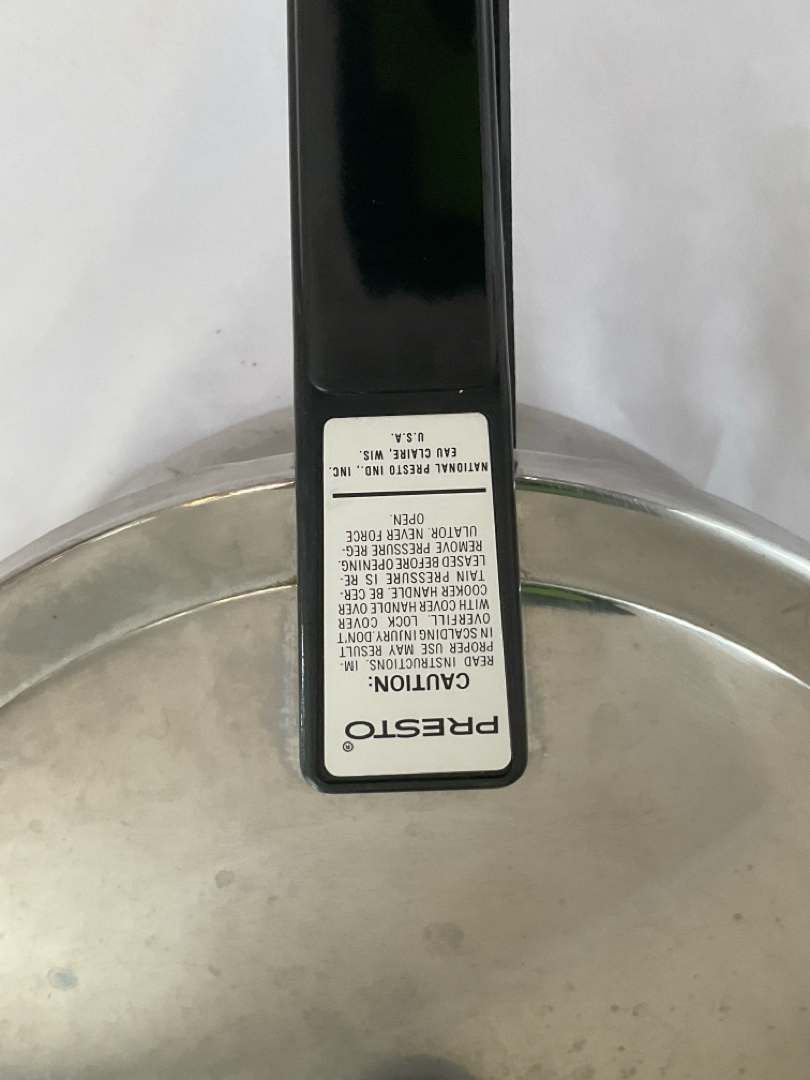 PRESTO®
CAUTION:
READ INSTRUCTIONS. IM-
PROPER USE MAY RESULT
IN SCALDING INJURY. DON'T
OVERFILL. LOCK COVER
WITH COVER HANDLE OVER
COOKER HANDLE. BE CER-
TAIN PRESSURE IS RE-
LEASED BEFORE OPENING.
REMOVE PRESSURE REG-
ULATOR. NEVER FORCE
OPEN.
NATIONAL PRESTO IND., INC.
EAU CLAIRE, WIS.
U.S.A.